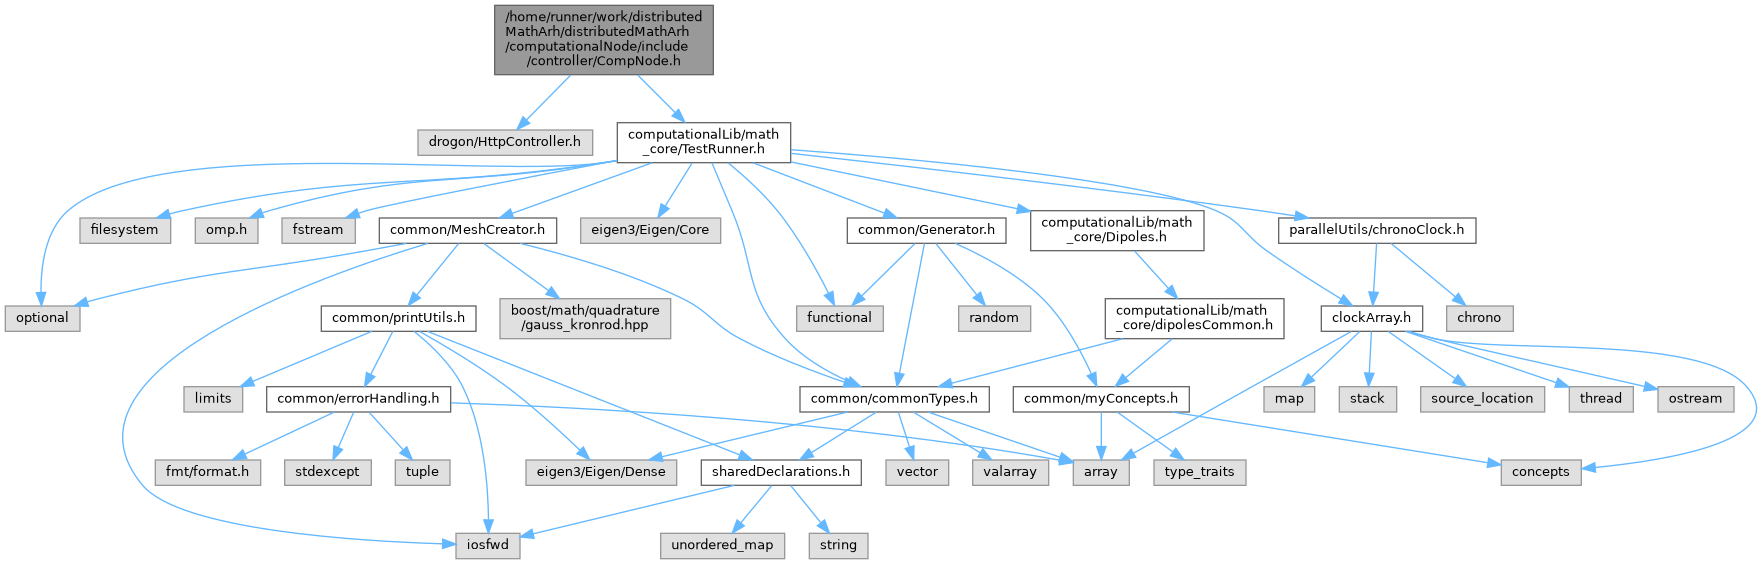 /home/runner/work/distributed
MathArh/distributedMathArh
/computationalNode/include
/controller/CompNode.h
drogon/HttpController.h
computationalLib/math
_core/TestRunner.h
filesystem
omp.h
fstream
common/MeshCreator.h
eigen3/Eigen/Core
common/Generator.h
computationalLib/math
_core/Dipoles.h
parallelUtils/chronoClock.h
optional
common/printUtils.h
boost/math/quadrature
/gauss_kronrod.hpp
functional
random
computationalLib/math
_core/dipolesCommon.h
clockArray.h
chrono
limits
common/errorHandling.h
common/commonTypes.h
common/myConcepts.h
map
stack
source_location
thread
ostream
fmt/format.h
stdexcept
tuple
eigen3/Eigen/Dense
sharedDeclarations.h
vector
valarray
array
type_traits
concepts
iosfwd
unordered_map
string